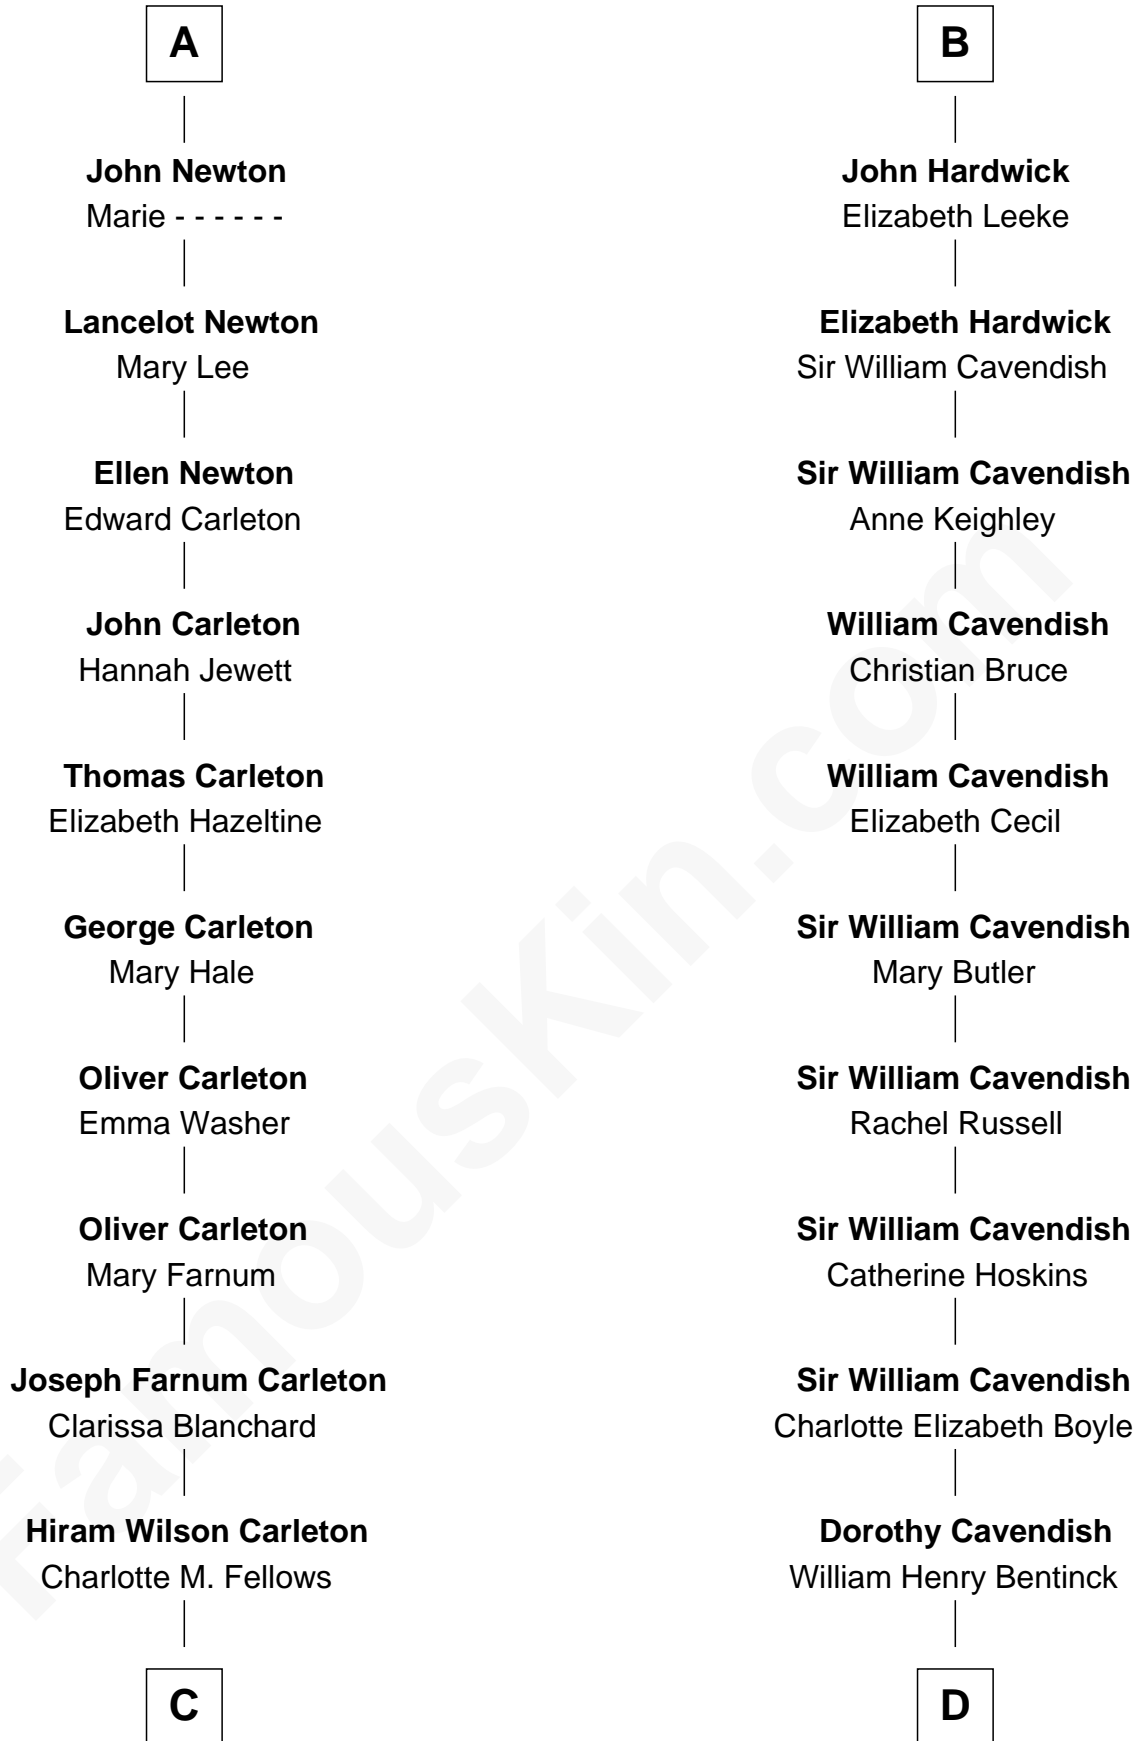 A
John Newton
Marie - - - - - -
Lancelot Newton
Mary Lee
Ellen Newton
Edward Carleton
John Carleton
Hannah Jewett
Thomas Carleton
Elizabeth Hazeltine
George Carleton
Mary Hale
Oliver Carleton
Emma Washer
Oliver Carleton
Mary Farnum
Joseph Farnum Carleton
Clarissa Blanchard
Hiram Wilson Carleton
Charlotte M. Fellows
C
B
John Hardwick
Elizabeth Leeke
Elizabeth Hardwick
Sir William Cavendish
Sir William Cavendish
Anne Keighley
William Cavendish
Christian Bruce
William Cavendish
Elizabeth Cecil
Sir William Cavendish
Mary Butler
Sir William Cavendish
Rachel Russell
Sir William Cavendish
Catherine Hoskins
Sir William Cavendish
Charlotte Elizabeth Boyle
Dorothy Cavendish
William Henry Bentinck
D
FamousKin.com